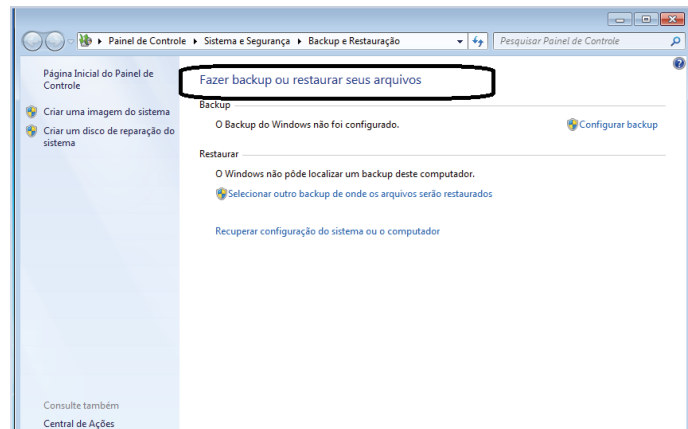 Painel de Controle ▸ Sistema e Segurança ▸ Backup e Restauração
Pesquisar Painel de Controle
Página Inicial do Painel de
Controle
Criar uma imagem do sistema
Criar um disco de reparação do
sistema
Fazer backup ou restaurar seus arquivos
Backup
O Backup do Windows não foi configurado.
Configurar backup
Restaurar
O Windows não pôde localizar um backup deste computador.
Selecionar outro backup de onde os arquivos serão restaurados
Recuperar configuração do sistema ou o computador
Consulte também
Central de Ações